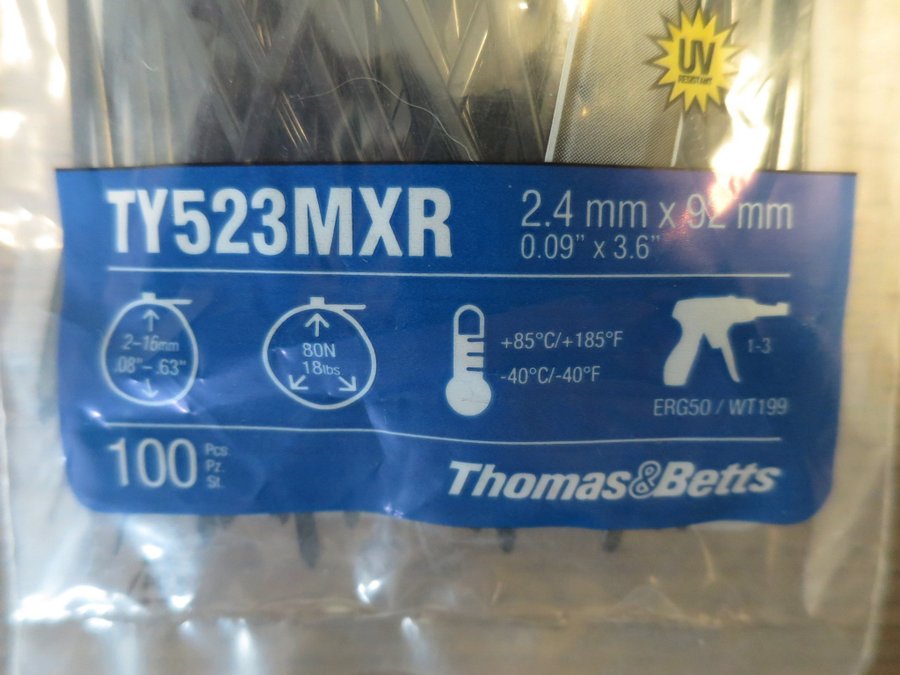 UV
RESISTANT
TY523MXR
2.4 mm x 92 mm
0.09" x 3.6"
2–16mm
.08"–.63"
80N
18lbs
+85°C/+185°F
-40°C/-40°F
1-3
ERG50 / WT199
100
Pcs.
Pz.
St.
Thomas&Betts